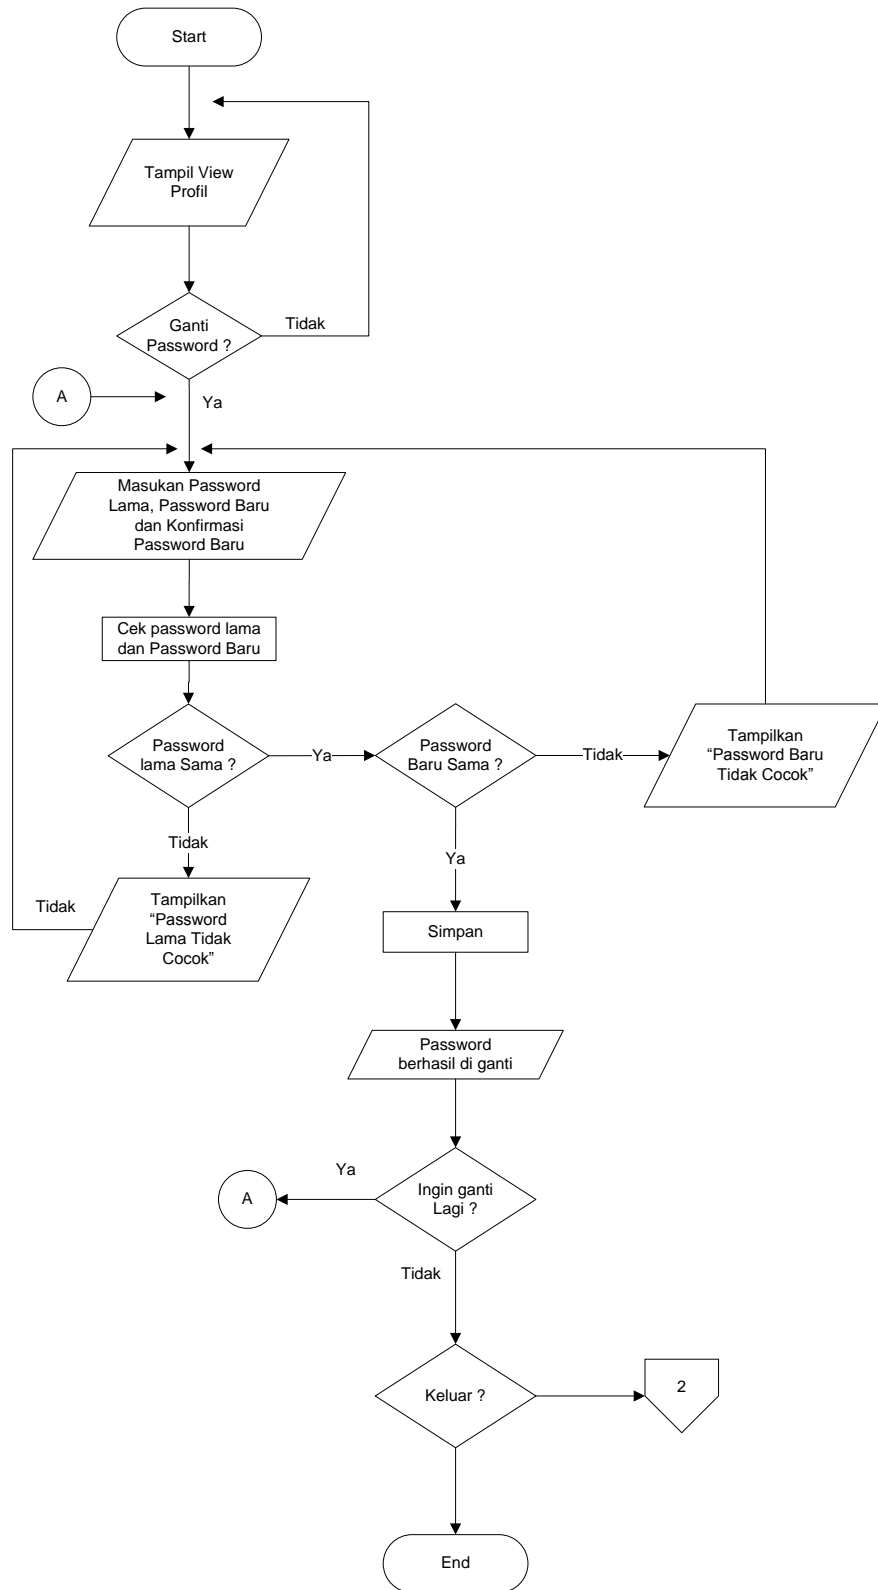 Start
Tampil View
Profil
Ganti
Password ?
Tidak
A
Ya
Masukan Password
Lama, Password Baru
dan Konfirmasi
Password Baru
Cek password lama
dan Password Baru
Password
lama Sama ?
Ya
Password
Baru Sama ?
Tidak
Tampilkan
“Password Baru
Tidak Cocok”
Tidak
Ya
Tidak
Tampilkan
“Password
Lama Tidak
Cocok”
Simpan
Password
berhasil di ganti
Ya
A
Ingin ganti
Lagi ?
Tidak
Keluar ?
2
End